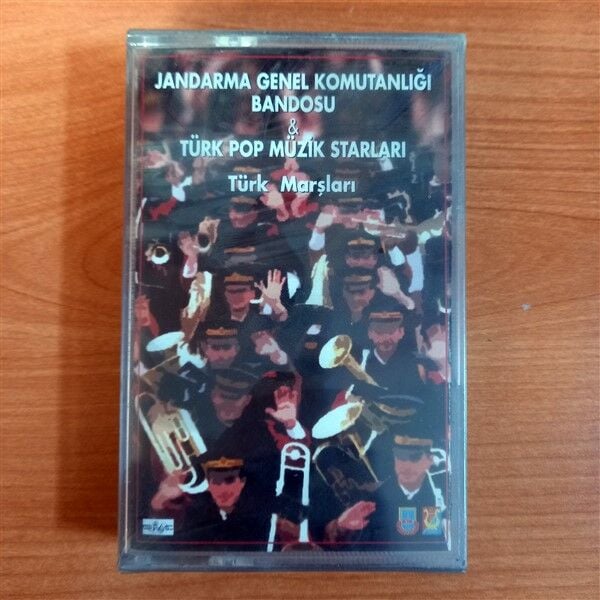 JANDARMA GENEL KOMUTANLIĞI
BANDOSU
&
TÜRK POP MÜZİK STARLARI
Türk Marşları